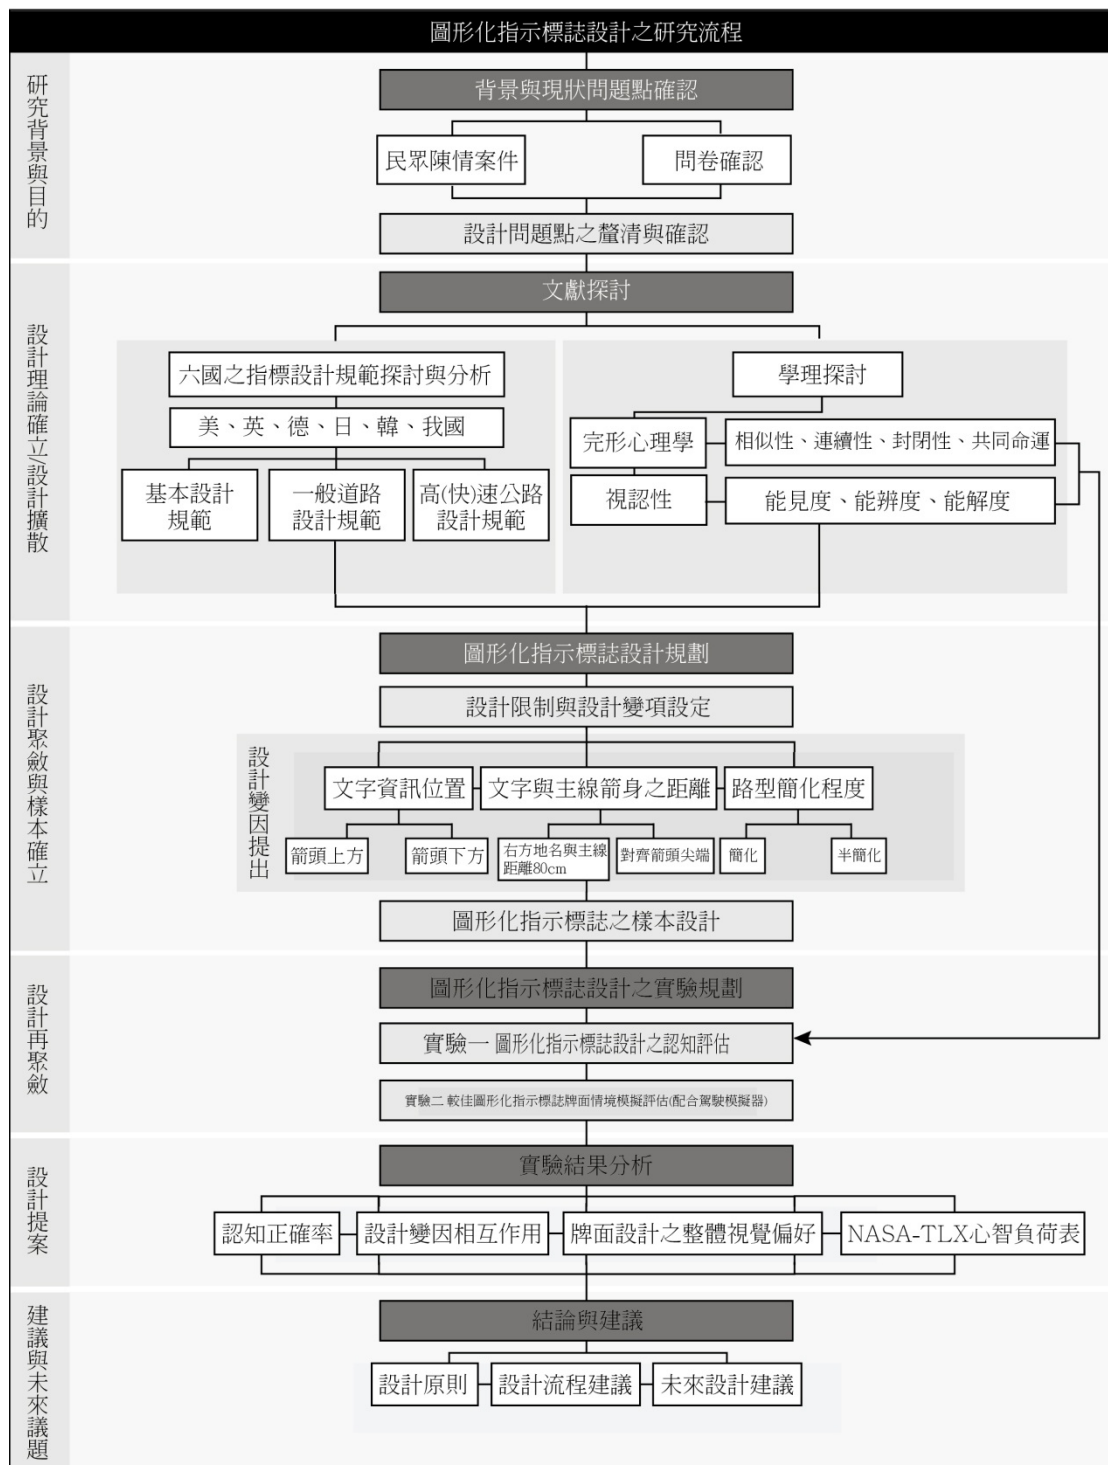 圖形化指示標誌設計之研究流程
研究背景與目的
背景與現狀問題點確認
民眾陳情案件
問卷確認
設計問題點之釐清與確認
設計理論確立/設計擴散
文獻探討
六國之指標設計規範探討與分析
美、英、德、日、韓、我國
基本設計
規範
一般道路
設計規範
高(快)速公路
設計規範
學理探討
完形心理學
相似性、連續性、封閉性、共同命運
視認性
能見度、能辨度、能解度
設計聚斂與樣本確立
圖形化指示標誌設計規劃
設計限制與設計變項設定
設計變因提出
文字資訊位置
文字與主線箭身之距離
路型簡化程度
箭頭上方
箭頭下方
右方地名與主線
距離80cm
對齊箭頭尖端
簡化
半簡化
圖形化指示標誌之樣本設計
設計再聚斂
圖形化指示標誌設計之實驗規劃
實驗一 圖形化指示標誌設計之認知評估
實驗二 較佳圖形化指示標誌牌面情境模擬評估(配合駕駛模擬器)
設計提案
實驗結果分析
認知正確率
設計變因相互作用
牌面設計之整體視覺偏好
NASA-TLX心智負荷表
建議與未來議題
結論與建議
設計原則
設計流程建議
未來設計建議